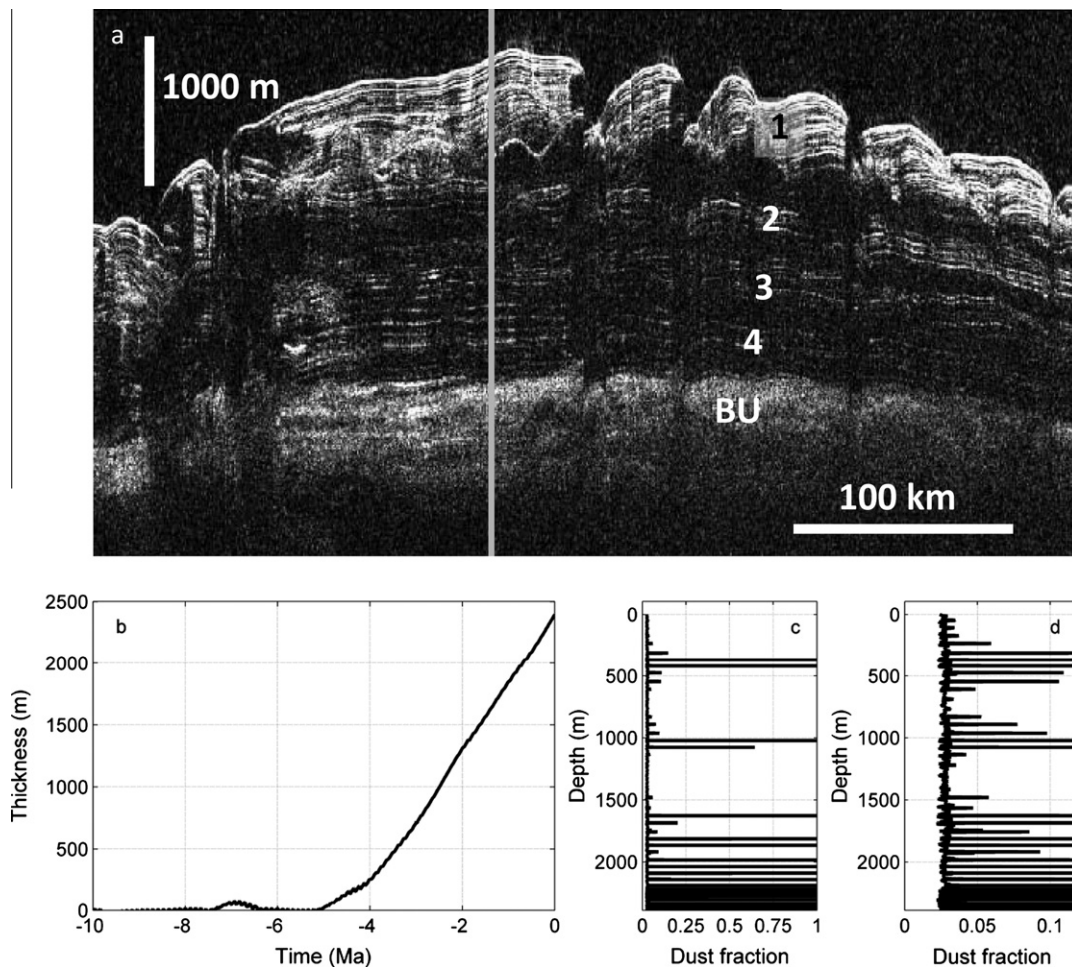 a
1000 m
1
2
3
4
BU
100 km
b
2500
2000
1500
1000
500
0
Thickness (m)
-10 -8 -6 -4 -2 0
Time (Ma)
c
0
500
1000
1500
2000
Depth (m)
0 0.25 0.5 0.75 1
Dust fraction
d
0
500
1000
1500
2000
Depth (m)
0 0.05 0.1
Dust fraction